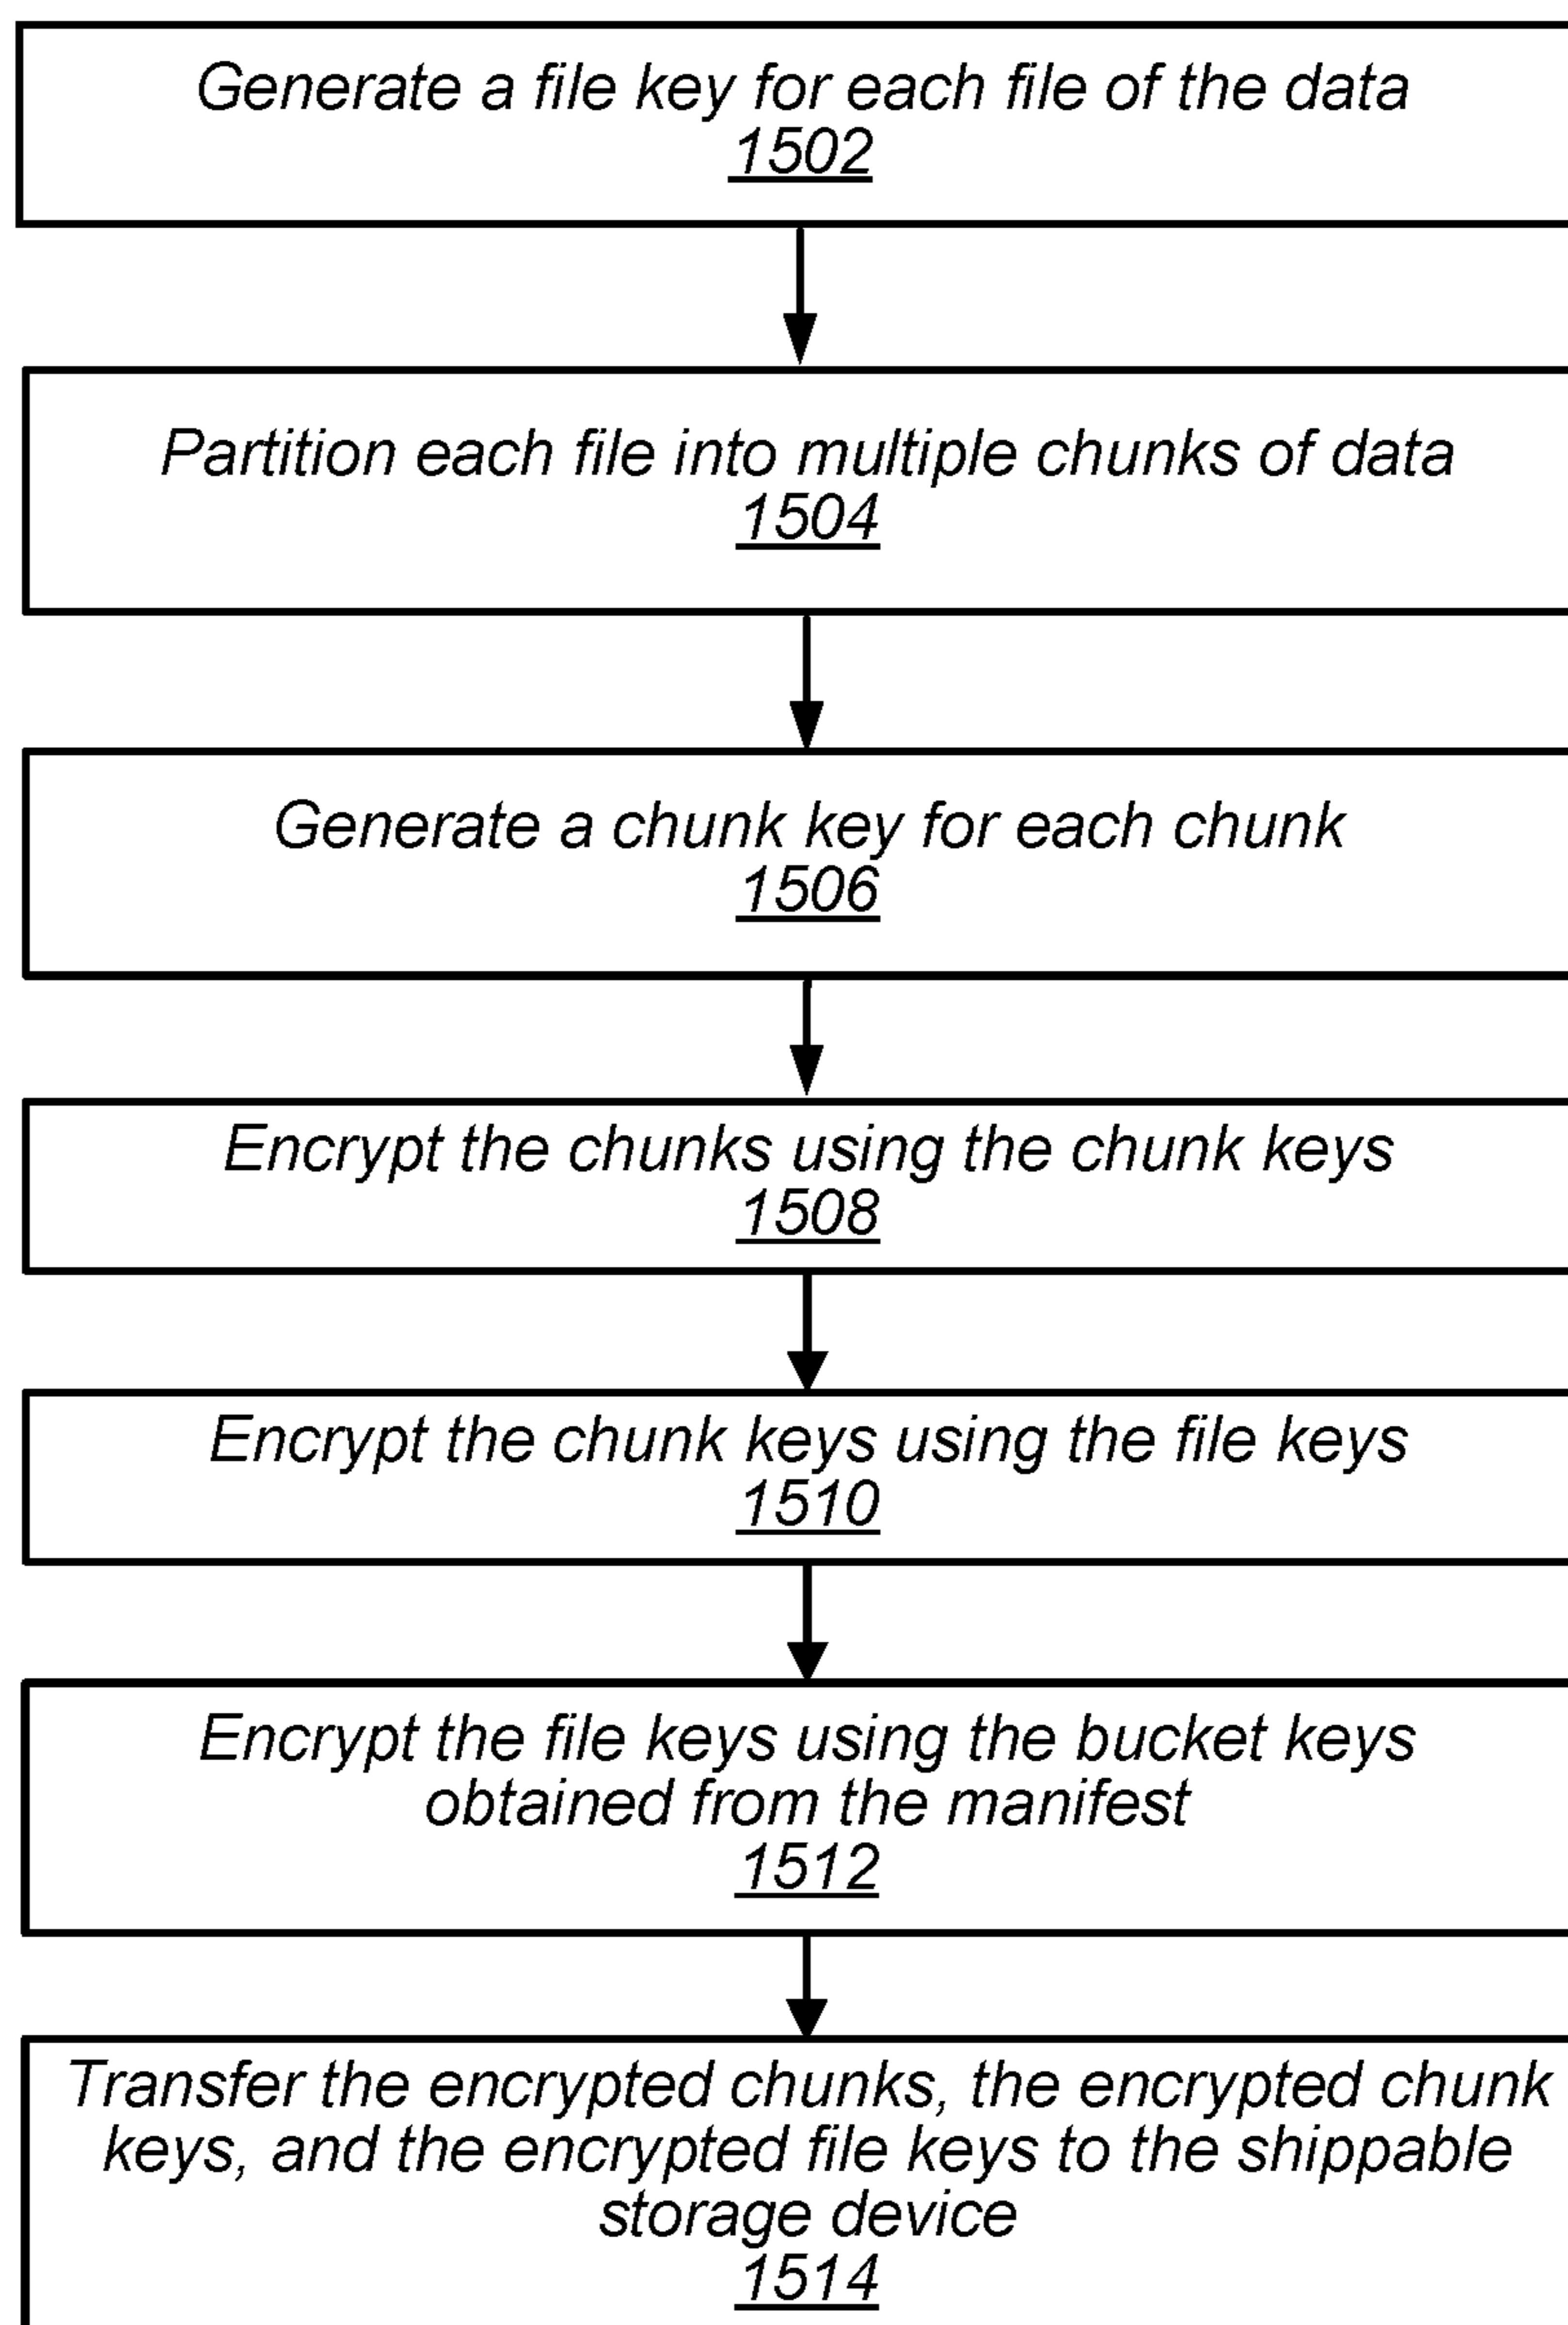 Generate a file key for each file of the data
1502
Partition each file into multiple chunks of data
1504
Generate a chunk key for each chunk
1506
Encrypt the chunks using the chunk keys
1508
Encrypt the chunk keys using the file keys
1510
Encrypt the file keys using the bucket keys
obtained from the manifest
1512
Transfer the encrypted chunks, the encrypted chunk
keys, and the encrypted file keys to the shippable
storage device
1514